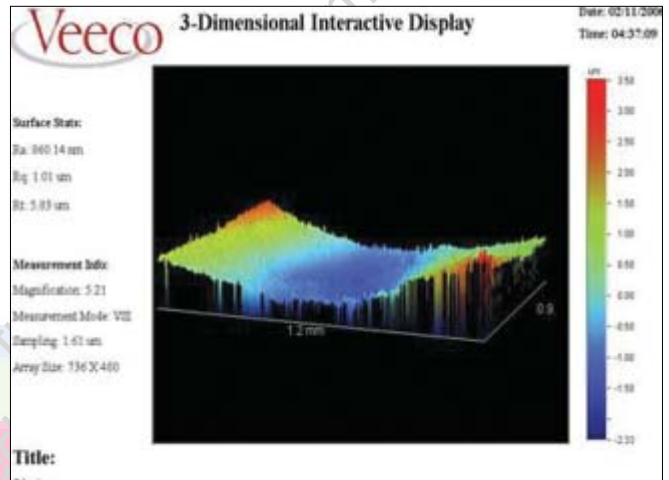 Veeco
3-Dimensional Interactive Display
Date: 02/11/2006
Time: 04:37:09
um
Surface Stats:
Ra: 860.14 nm
Rq: 1.01 um
Rt: 5.83 um
Measurement Info:
Magnification: 5.21
Measurement Mode: VSI
Sampling: 1.61 um
Array Size: 736 X 480
3.50
2.50
2.00
1.50
1.00
0.50
0.00
-0.50
-1.00
-1.50
-2.33
1.2 mm
0.9
Title: